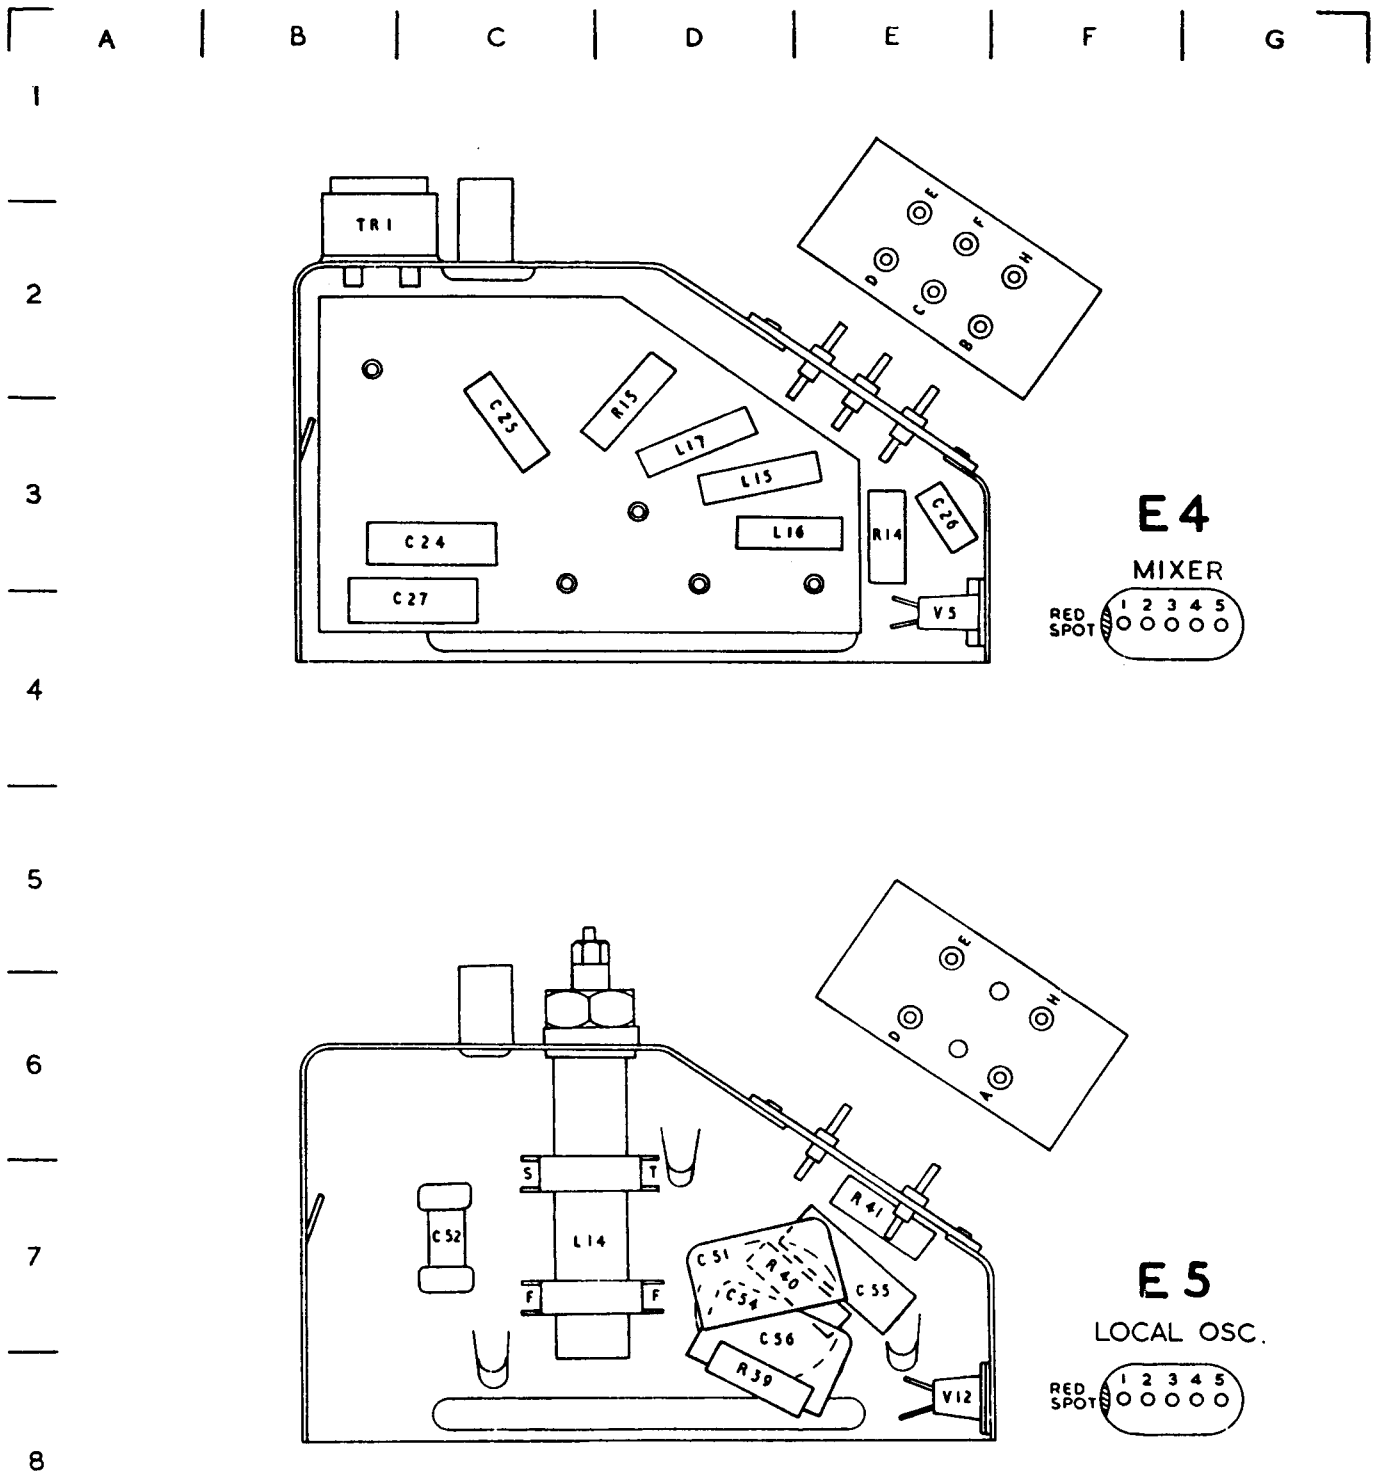 A B C D E F G
1
TR1
E
F
H
D
C
B
2
C25
R15
L17
L15
3
C24
L16
R14
C26
E4
MIXER
C27
V5
RED SPOT 1 2 3 4 5
4
5
E
H
D
A
6
S T
R41
C52
L14
C51
R40
C54
C55
7
F F
C56
R39
E5
LOCAL OSC.
V12
RED SPOT 1 2 3 4 5
8